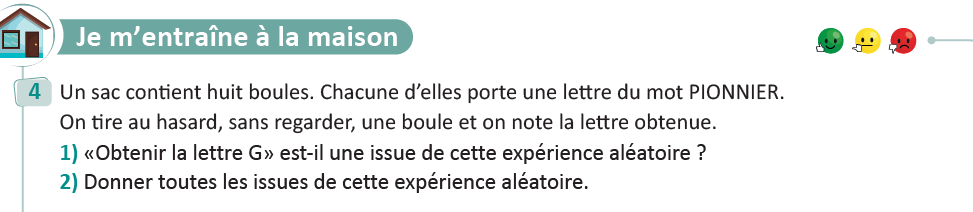 Je m'entraîne à la maison
4 Un sac contient huit boules. Chacune d'elles porte une lettre du mot PIONNIER.
On tire au hasard, sans regarder, une boule et on note la lettre obtenue.
1) «Obtenir la lettre G» est-il une issue de cette expérience aléatoire ?
2) Donner toutes les issues de cette expérience aléatoire.